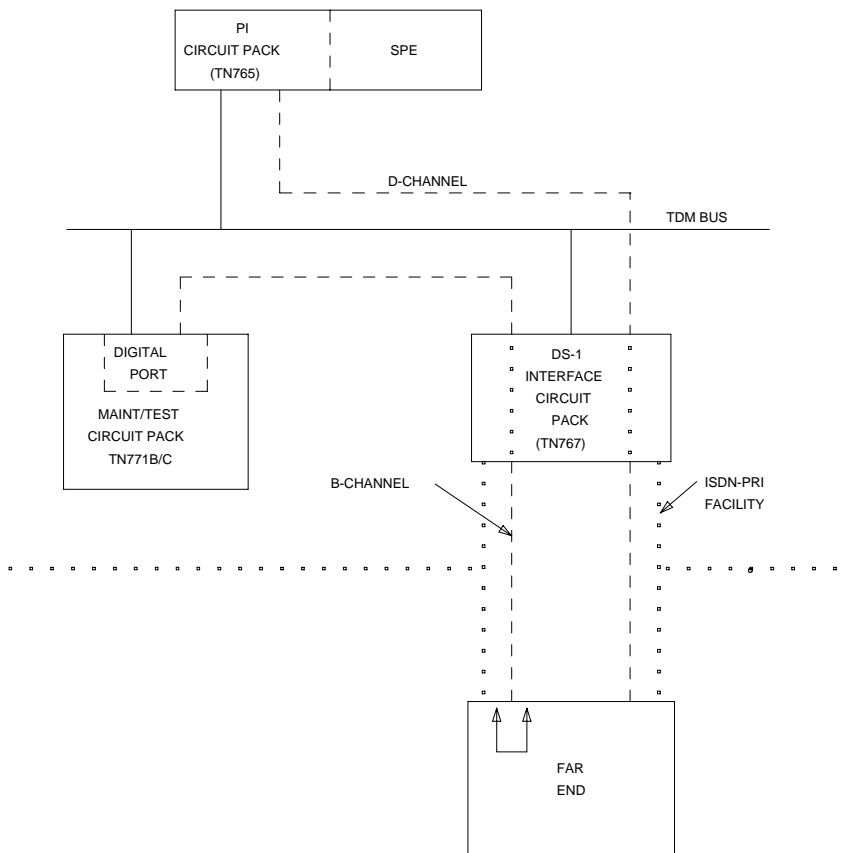 PI
CIRCUIT PACK
(TN765)
SPE
D-CHANNEL
TDM BUS
DIGITAL
PORT
MAINT/TEST
CIRCUIT PACK
TN771B/C
DS-1
INTERFACE
CIRCUIT
PACK
(TN767)
B-CHANNEL
ISDN-PRI
FACILITY
FAR
END